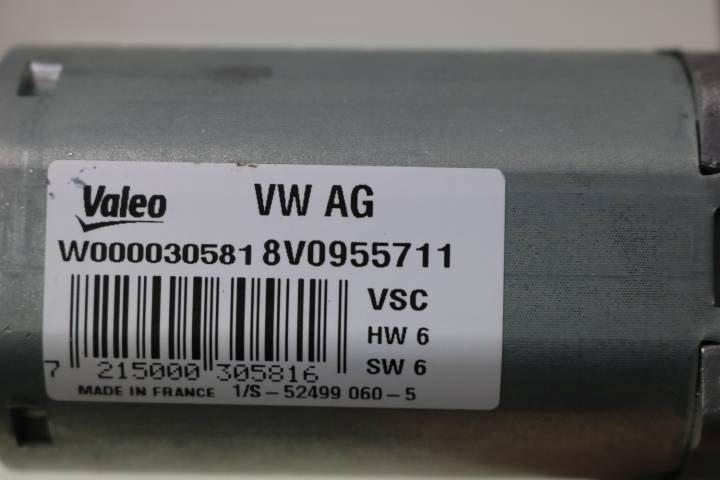 Valeo VW AG
W000030581 8V0955711
VSC
HW 6
SW 6
7 215000 305816
MADE IN FRANCE 1/S-52499 060-5